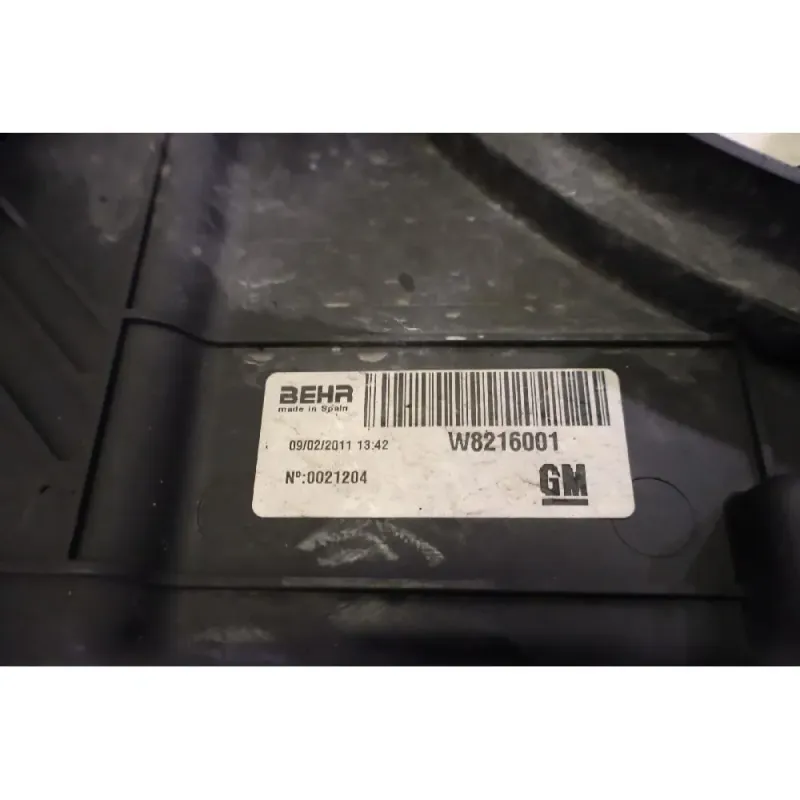 BEHR
made in Spain
09/02/2011 13:42
W8216001
Nº:0021204
GM